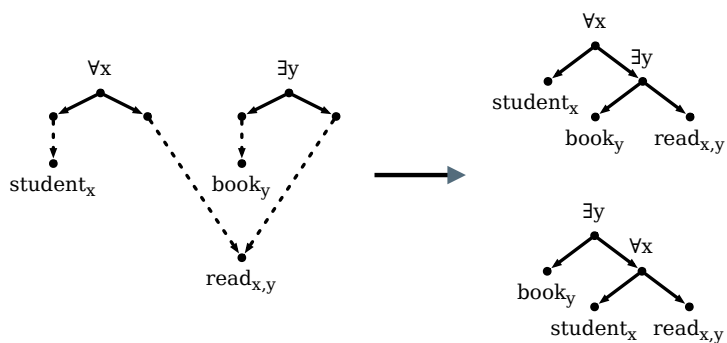 ∀x
∃y
student_x
book_y
read_x,y
∀x
∃y
student_x
book_y
read_x,y
∃y
∀x
book_y
student_x
read_x,y